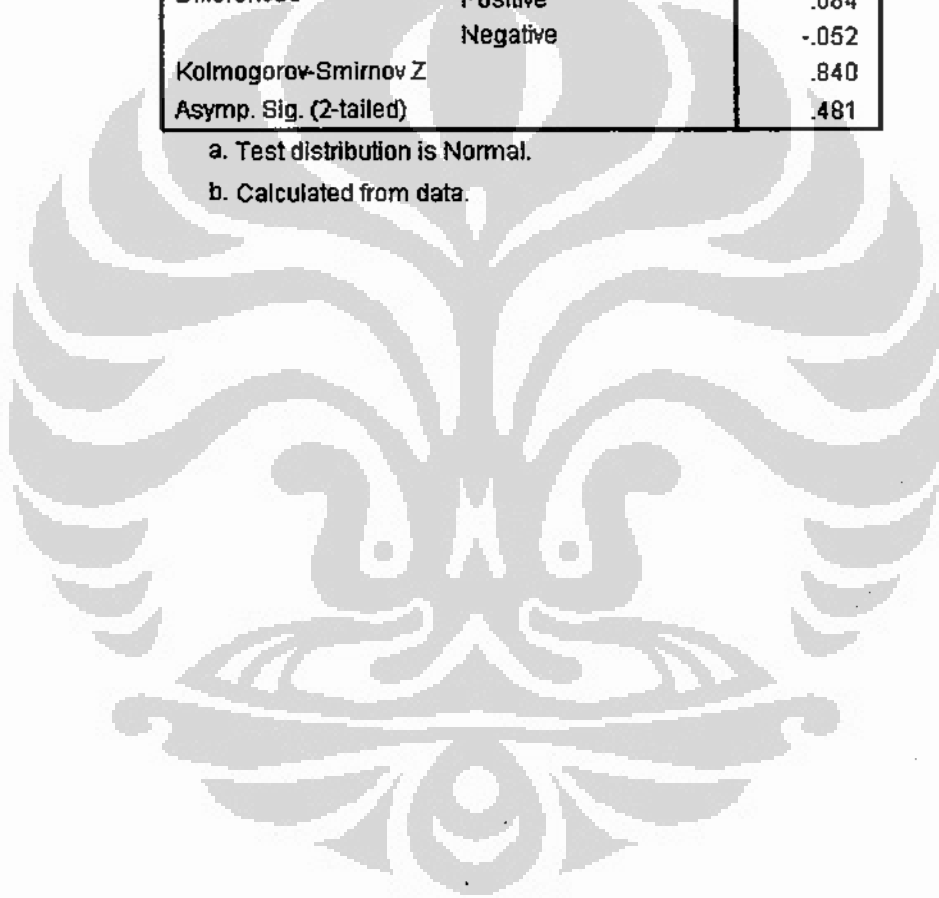 Positive .084
Negative -.052
Kolmogorov-Smirnov Z .840
Asymp. Sig. (2-tailed) .481
a. Test distribution is Normal.
b. Calculated from data.